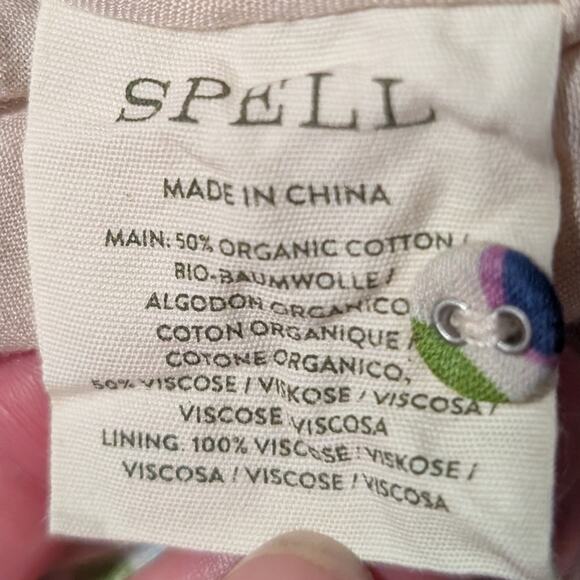 SPELL
MADE IN CHINA
MAIN: 50% ORGANIC COTTON /
BIO-BAUMWOLLE /
ALGODON ORGANICO
COTON ORGANIQUE /
COTONE ORGANICO,
50% VISCOSE / VISKOSE / VISCOSA /
VISCOSE VISCOSA
LINING: 100% VISCOSE / VISKOSE /
VISCOSA / VISCOSE / VISCOSA